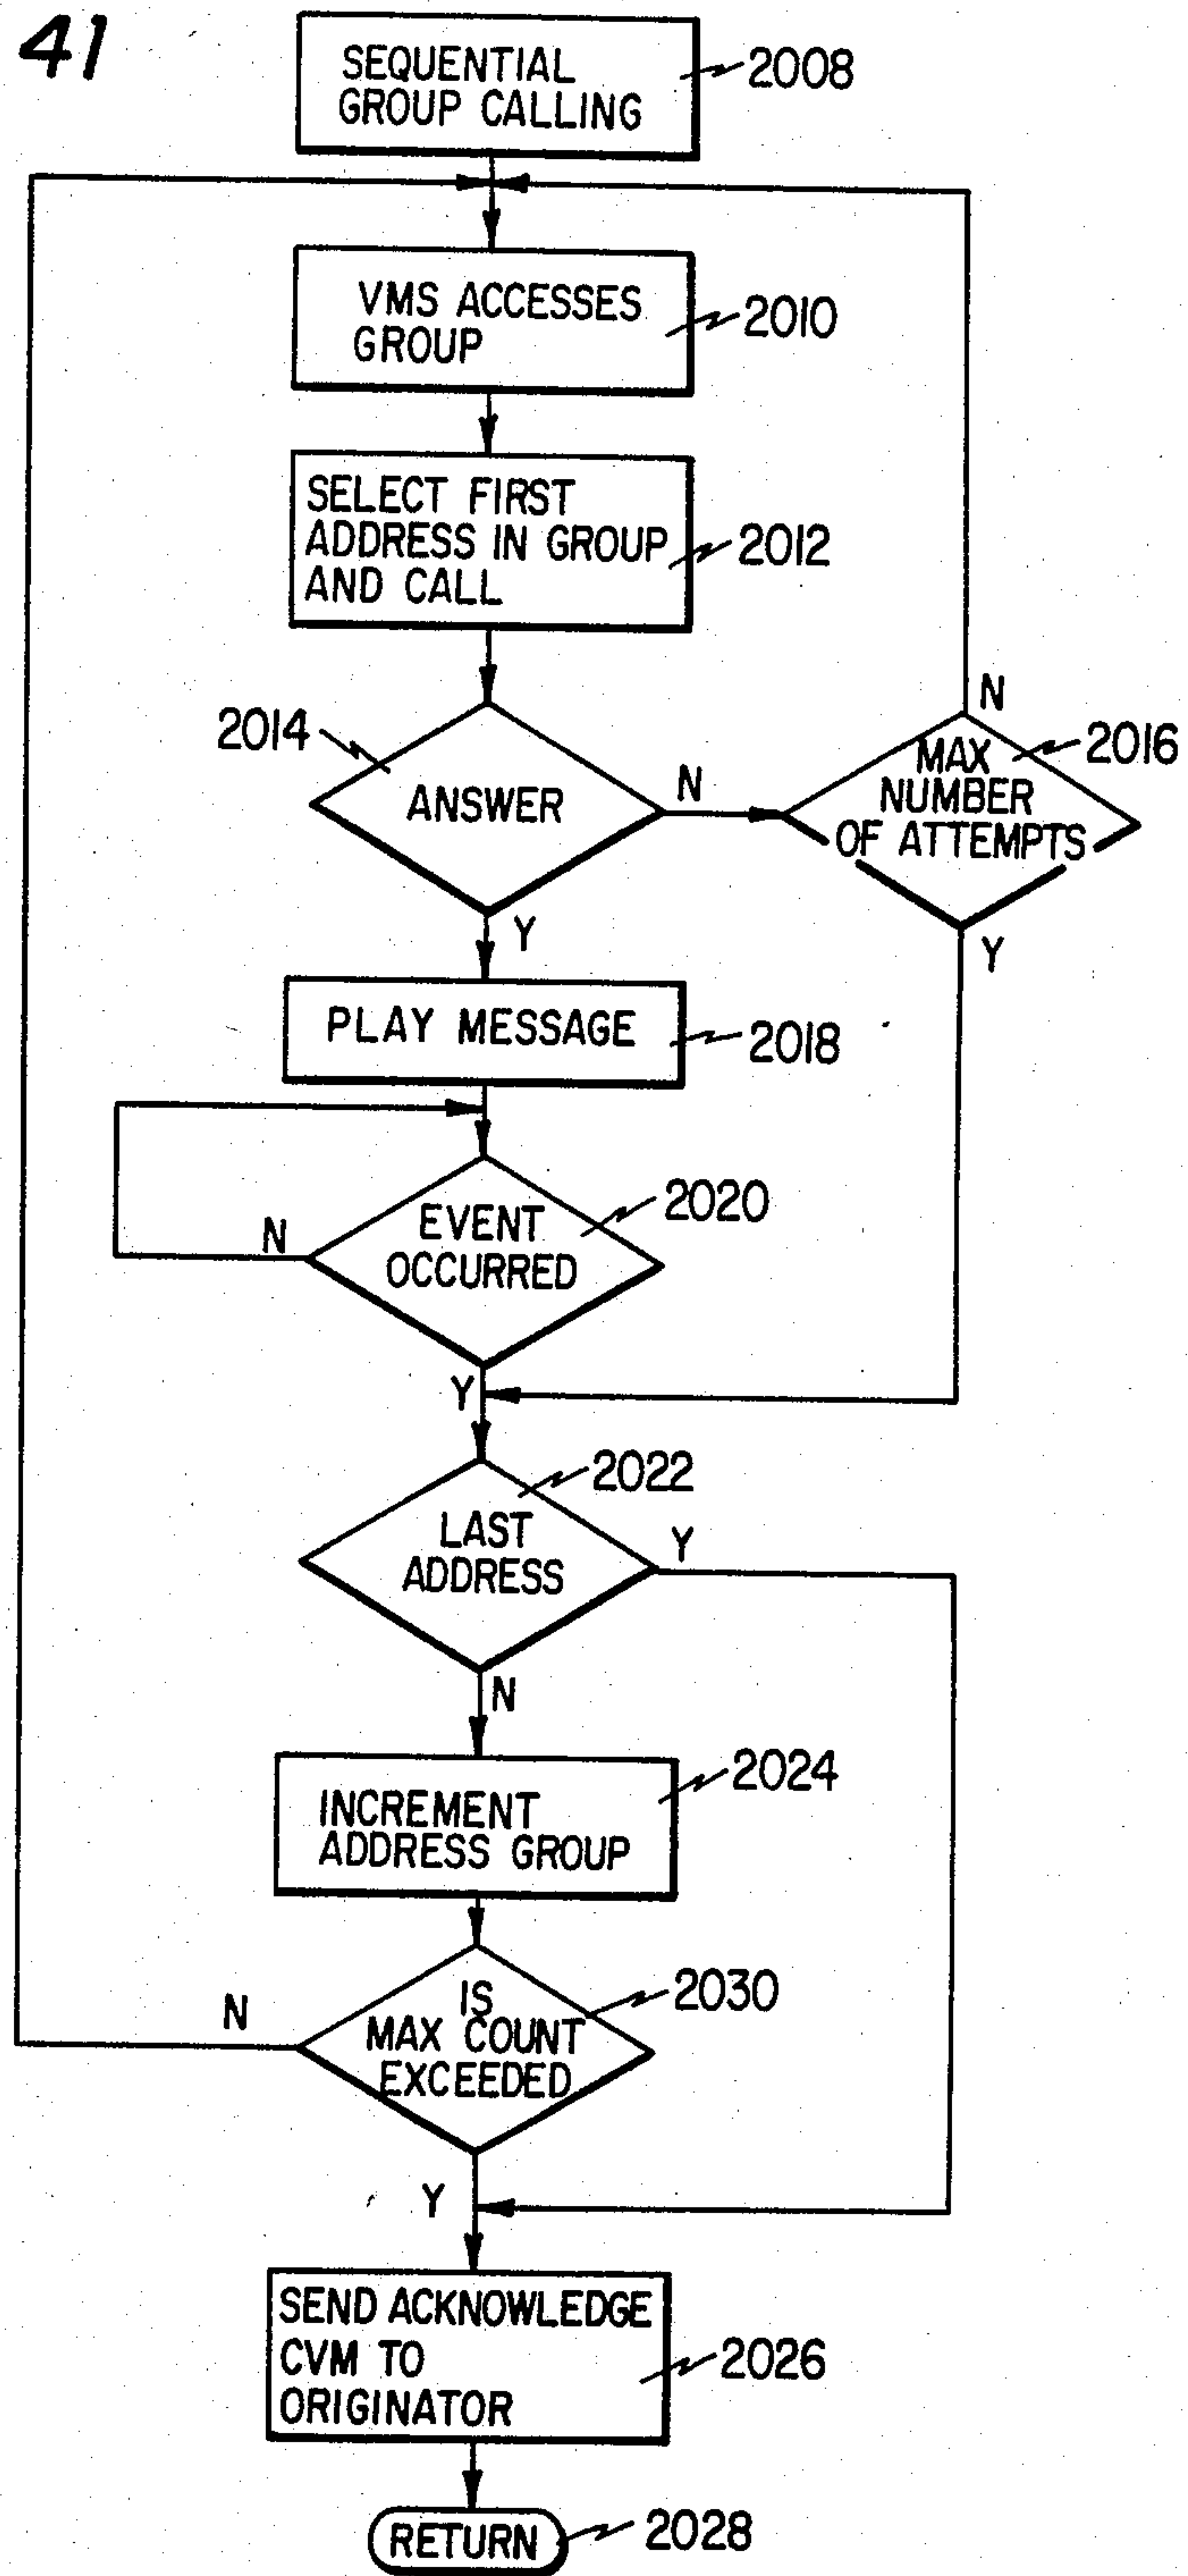 41
SEQUENTIAL
GROUP CALLING
2008
VMS ACCESSES
GROUP
2010
SELECT FIRST
ADDRESS IN GROUP
AND CALL
2012
2014
ANSWER
N
Y
N
MAX
NUMBER
OF ATTEMPTS
2016
Y
PLAY MESSAGE
2018
EVENT
OCCURRED
2020
N
Y
LAST
ADDRESS
2022
Y
N
INCREMENT
ADDRESS GROUP
2024
IS
MAX COUNT
EXCEEDED
2030
N
Y
SEND ACKNOWLEDGE
CVM TO
ORIGINATOR
2026
RETURN
2028